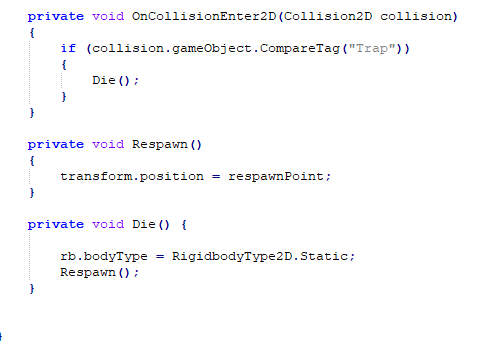 private void OnCollisionEnter2D(Collision2D collision)
{
if (collision.gameObject.CompareTag("Trap"))
{
Die();
}
}
private void Respawn()
{
transform.position = respawnPoint;
}
private void Die() {
rb.bodyType = RigidbodyType2D.Static;
Respawn();
}
}